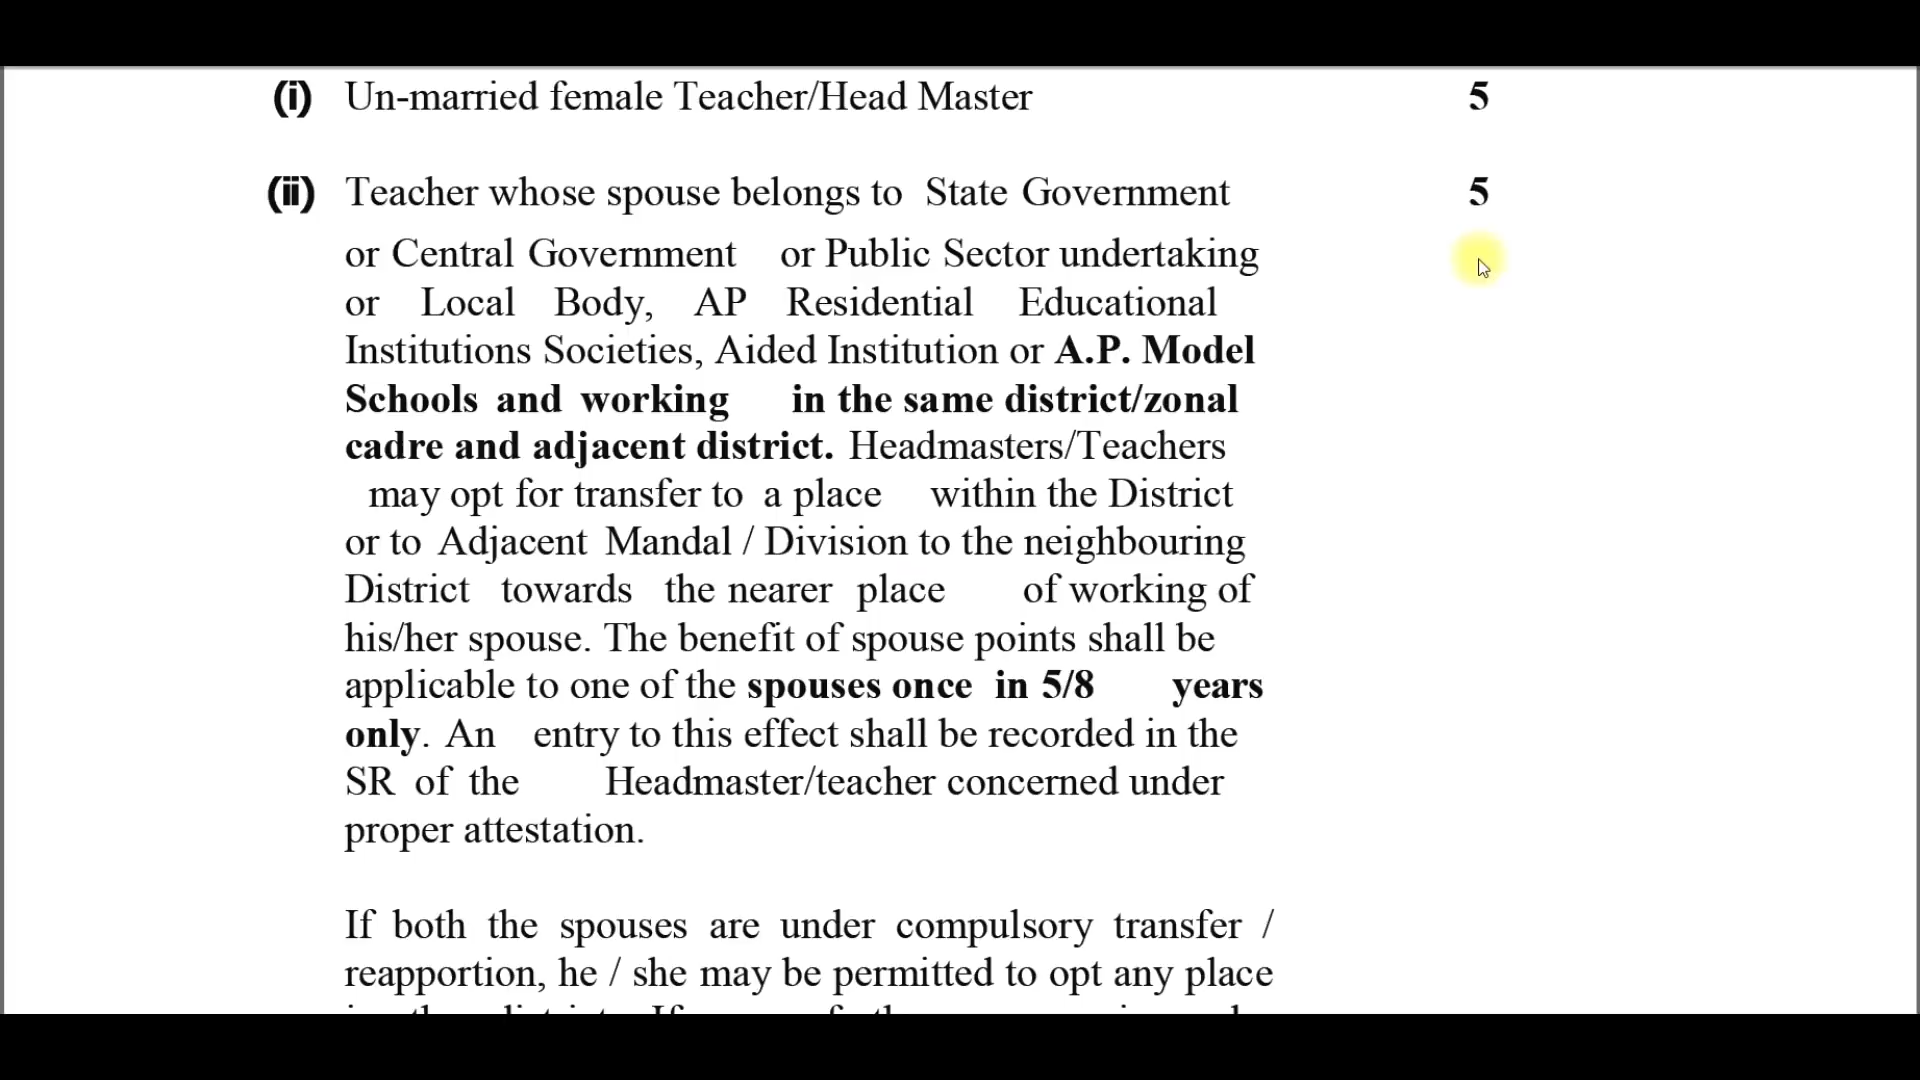 (i) Un-married female Teacher/Head Master 5
(ii) Teacher whose spouse belongs to State Government 5
or Central Government or Public Sector undertaking
or Local Body, AP Residential Educational
Institutions Societies, Aided Institution or A.P. Model
Schools and working in the same district/zonal
cadre and adjacent district. Headmasters/Teachers
may opt for transfer to a place within the District
or to Adjacent Mandal / Division to the neighbouring
District towards the nearer place of working of
his/her spouse. The benefit of spouse points shall be
applicable to one of the spouses once in 5/8 years
only. An entry to this effect shall be recorded in the
SR of the Headmaster/teacher concerned under
proper attestation.
If both the spouses are under compulsory transfer /
reapportion, he / she may be permitted to opt any place